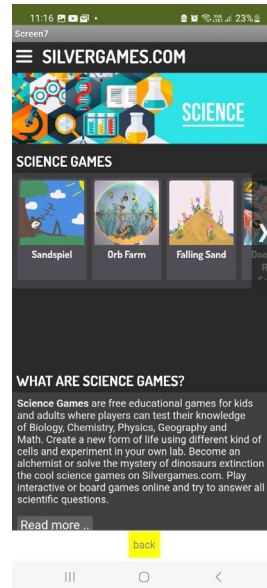 11:16
23%
Screen7
SILVERGAMES.COM
SCIENCE
SCIENCE GAMES
Sandspiel
Orb Farm
Falling Sand
WHAT ARE SCIENCE GAMES?
Science Games are free educational games for kids
and adults where players can test their knowledge
of Biology, Chemistry, Physics, Geography and
Math. Create a new form of life using different kind of
cells and experiment in your own lab. Become an
alchemist or solve the mystery of dinosaurs extinction
the cool science games on Silvergames.com. Play
interactive or board games online and try to answer all
scientific questions.
Read more ..
back